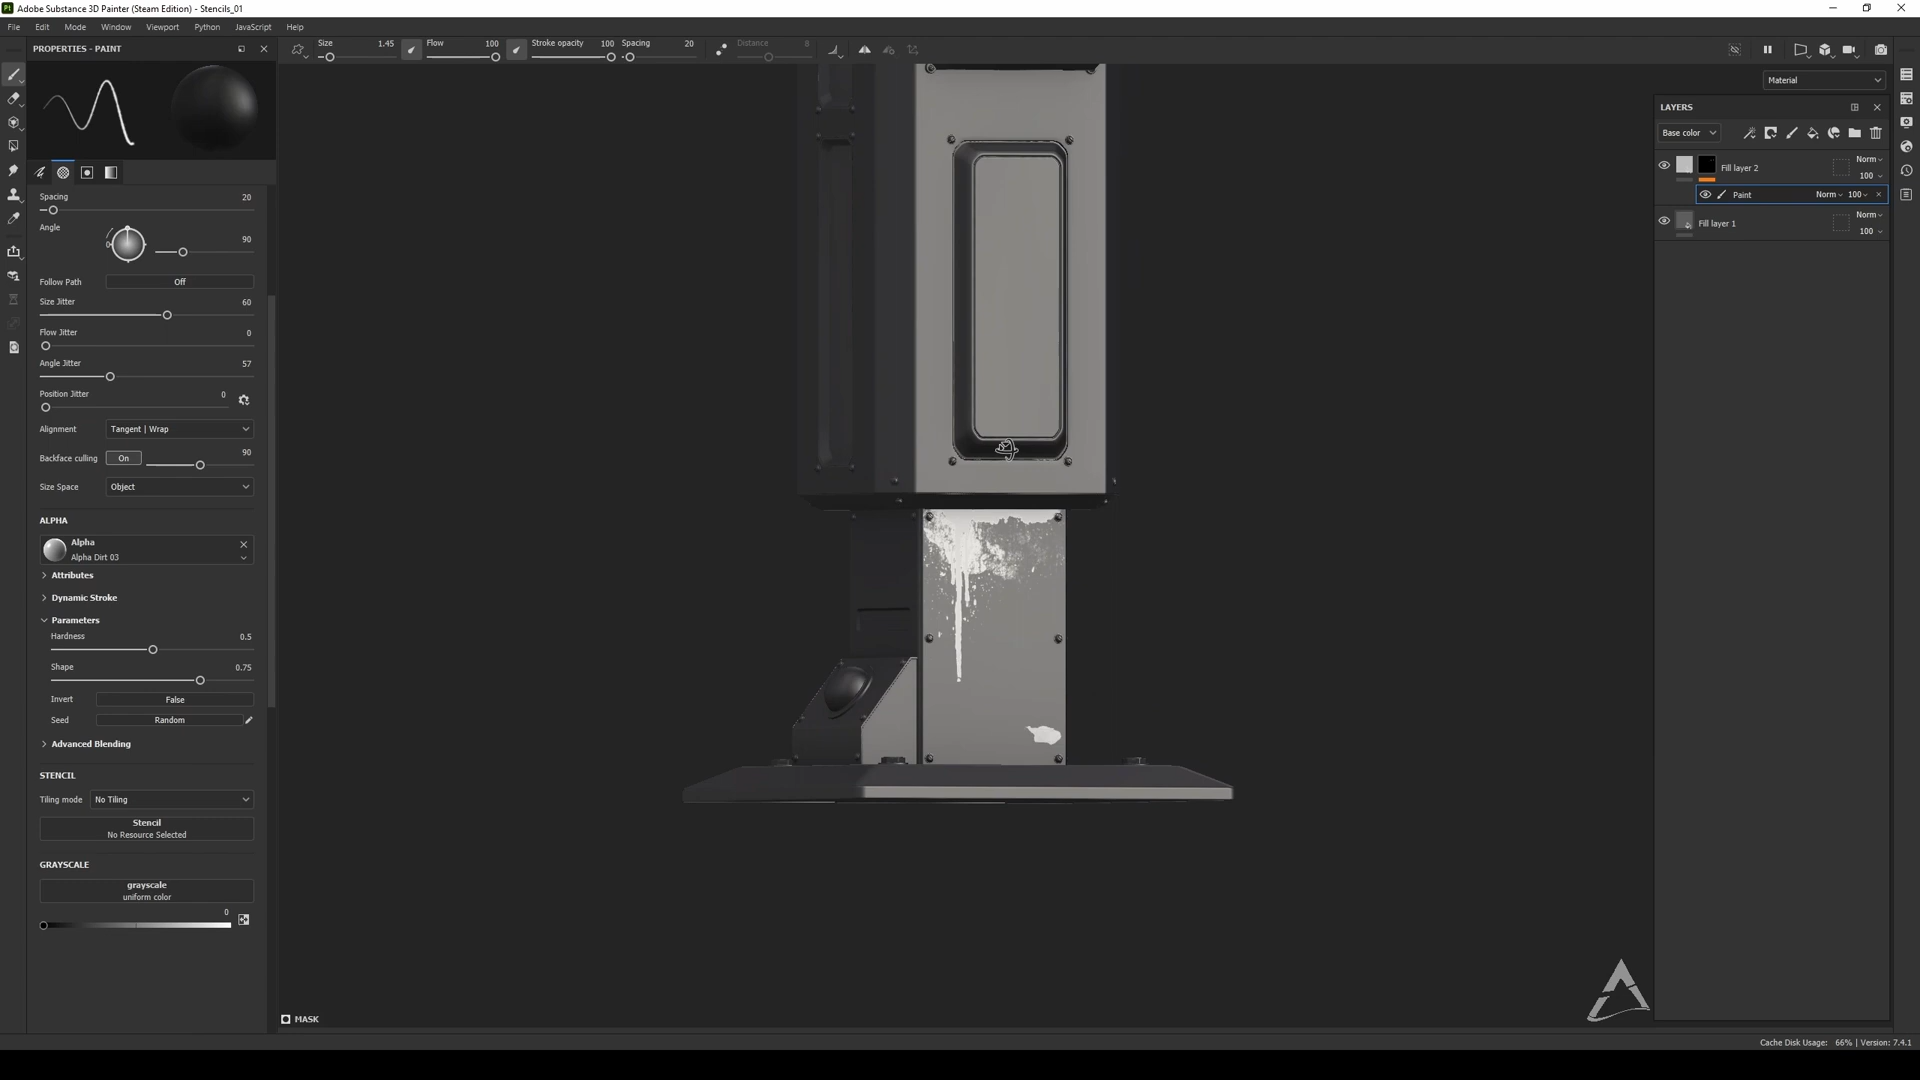 Adobe Substance 3D Painter (Steam Edition) - Stencils_01
File Edit Mode Window Viewport Python JavaScript Help
PROPERTIES - PAINT
Size 1.45 Flow 100 Stroke opacity 100 Spacing 20 Distance 8
Material
LAYERS
Base color
Fill layer 2 Norm 100
Paint Norm 100
Fill layer 1 Norm 100
Spacing 20
Angle 90
0
Follow Path Off
Size Jitter 60
Flow Jitter 0
Angle Jitter 57
Position Jitter 0
Alignment Tangent | Wrap
Backface culling On 90
Size Space Object
ALPHA
Alpha
Alpha Dirt 03
Attributes
Dynamic Stroke
Parameters
Hardness 0.5
Shape 0.75
Invert False
Seed Random
Advanced Blending
STENCIL
Tiling mode No Tiling
Stencil
No Resource Selected
GRAYSCALE
grayscale
uniform color
0
MASK
Cache Disk Usage: 66% | Version: 7.4.1